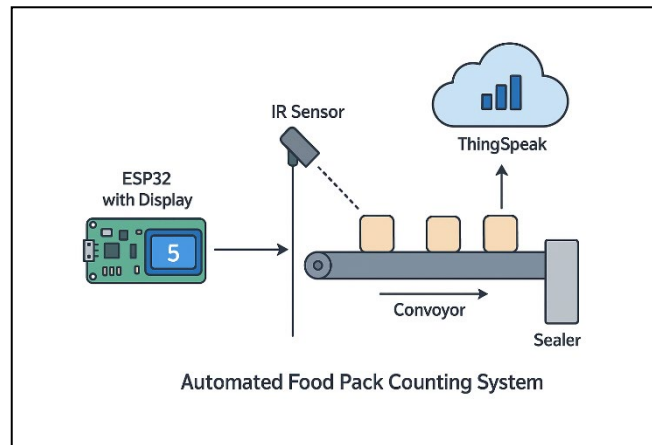 IR Sensor
ThingSpeak
ESP32
with Display
5
Convoyor
Sealer
Automated Food Pack Counting System